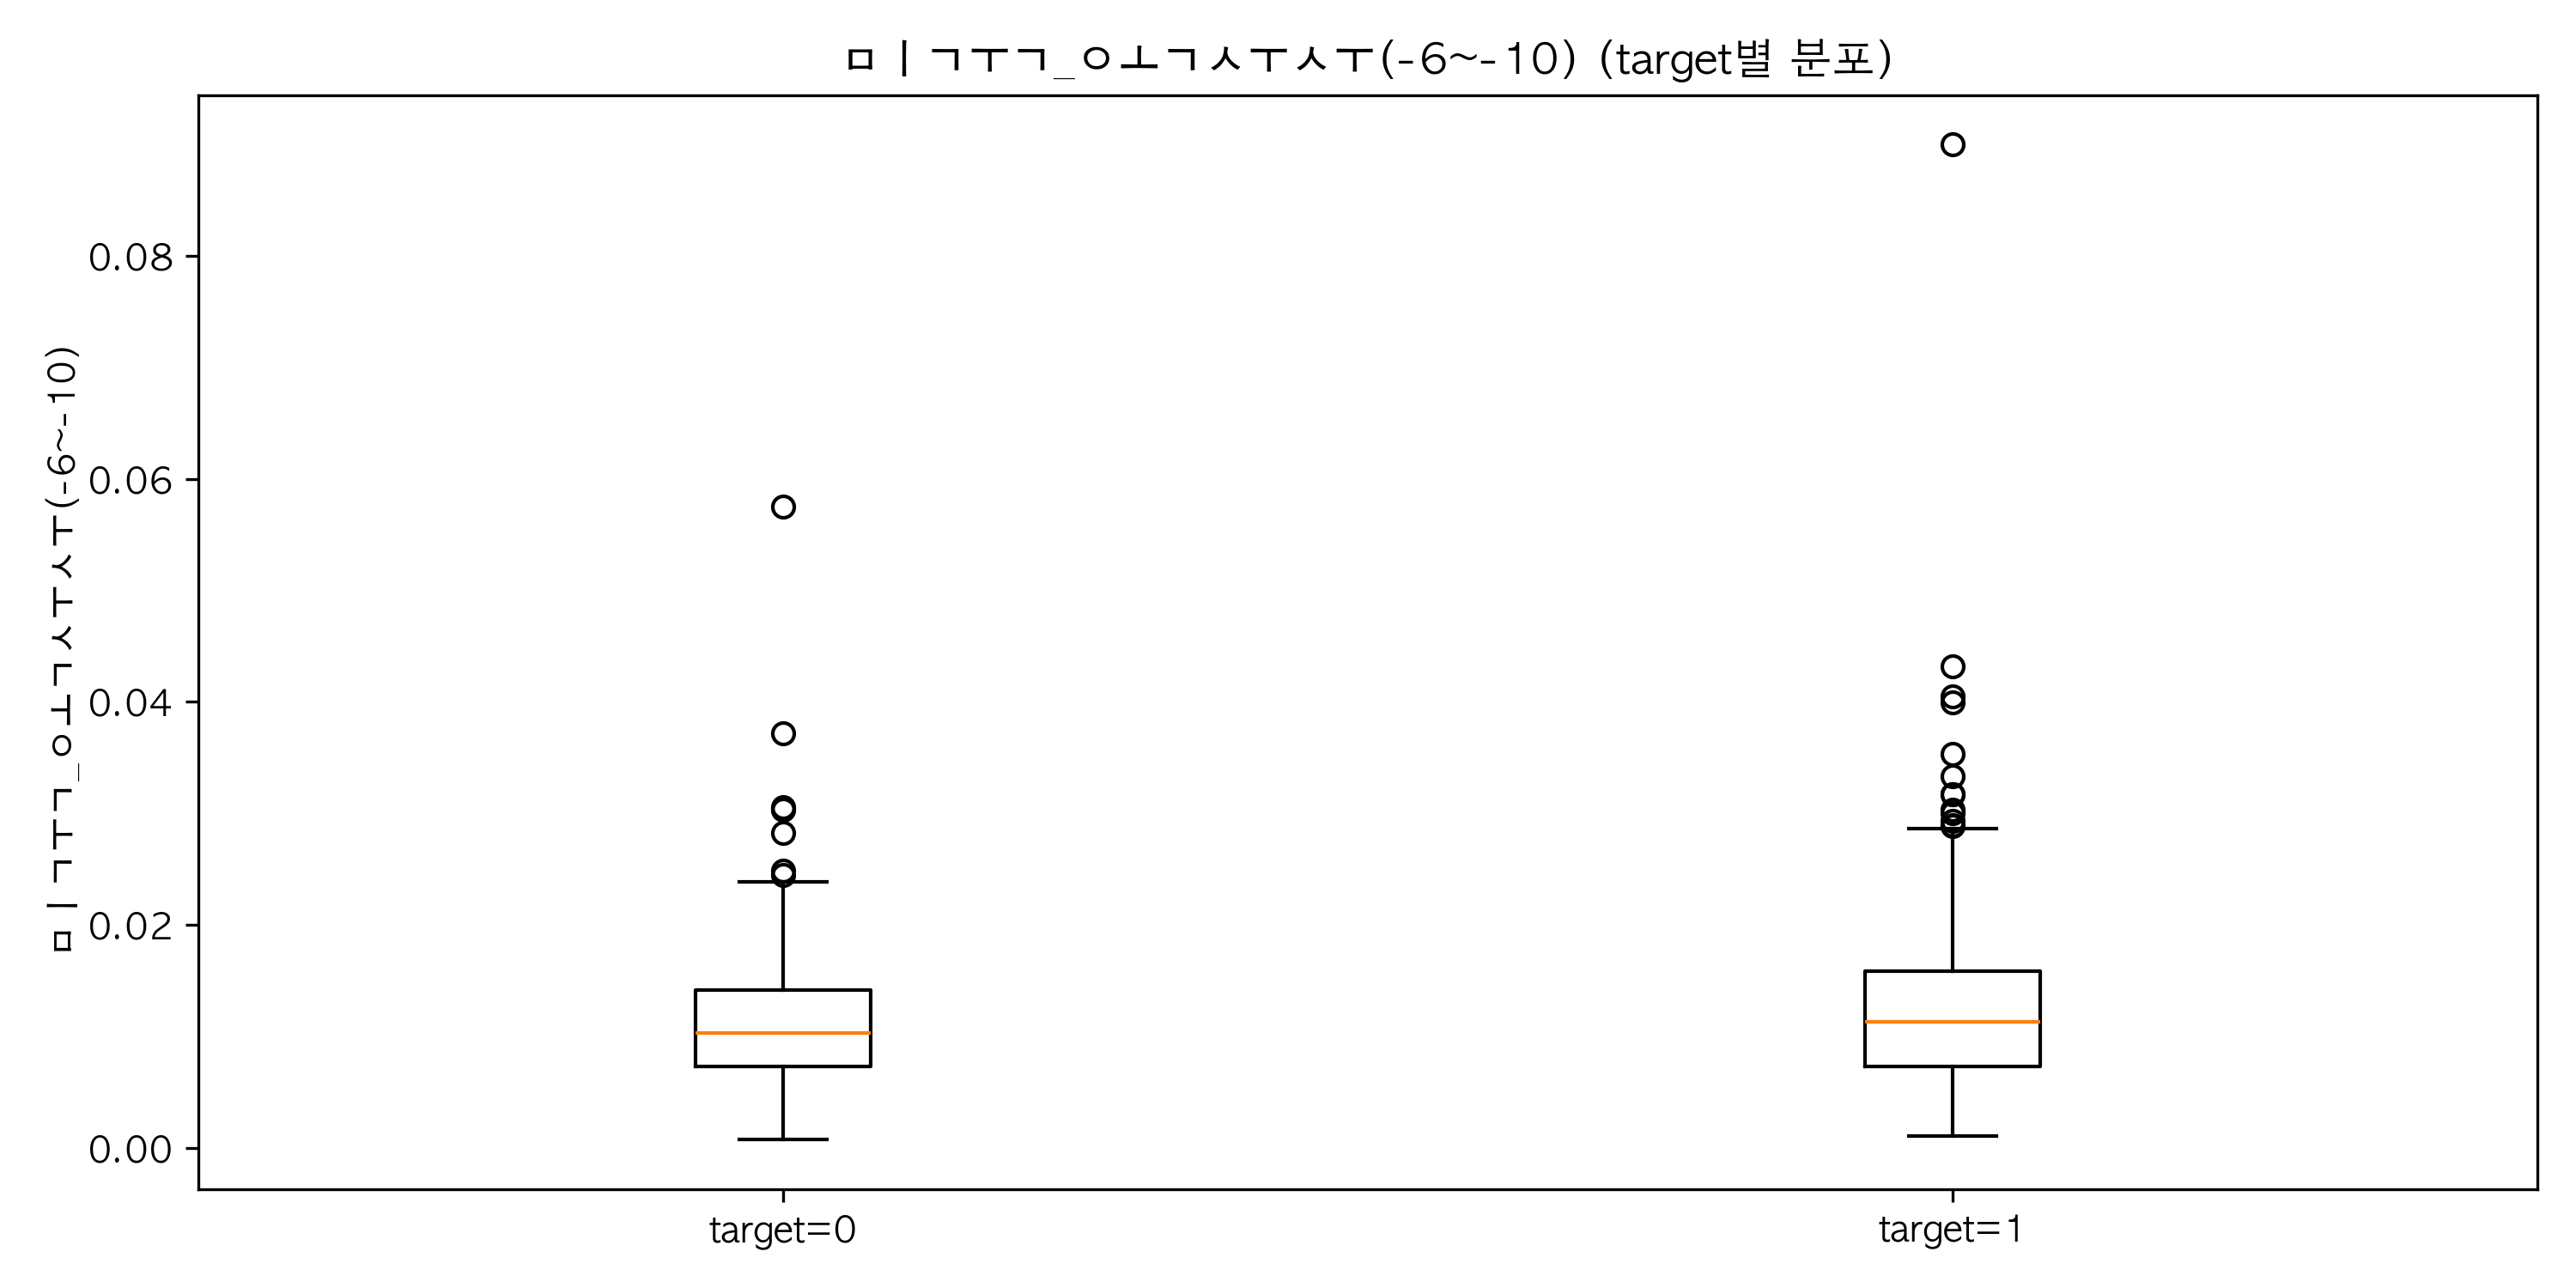 ㅁㅣㄱㅜㄱ_ㅇㅗㄱㅅㅜㅅㅜ(-6~-10) (target별 분포)
ㅁㅣㄱㅜㄱ_ㅇㅗㄱㅅㅜㅅㅜ(-6~-10)
0.08
0.06
0.04
0.02
0.00
target=0
target=1